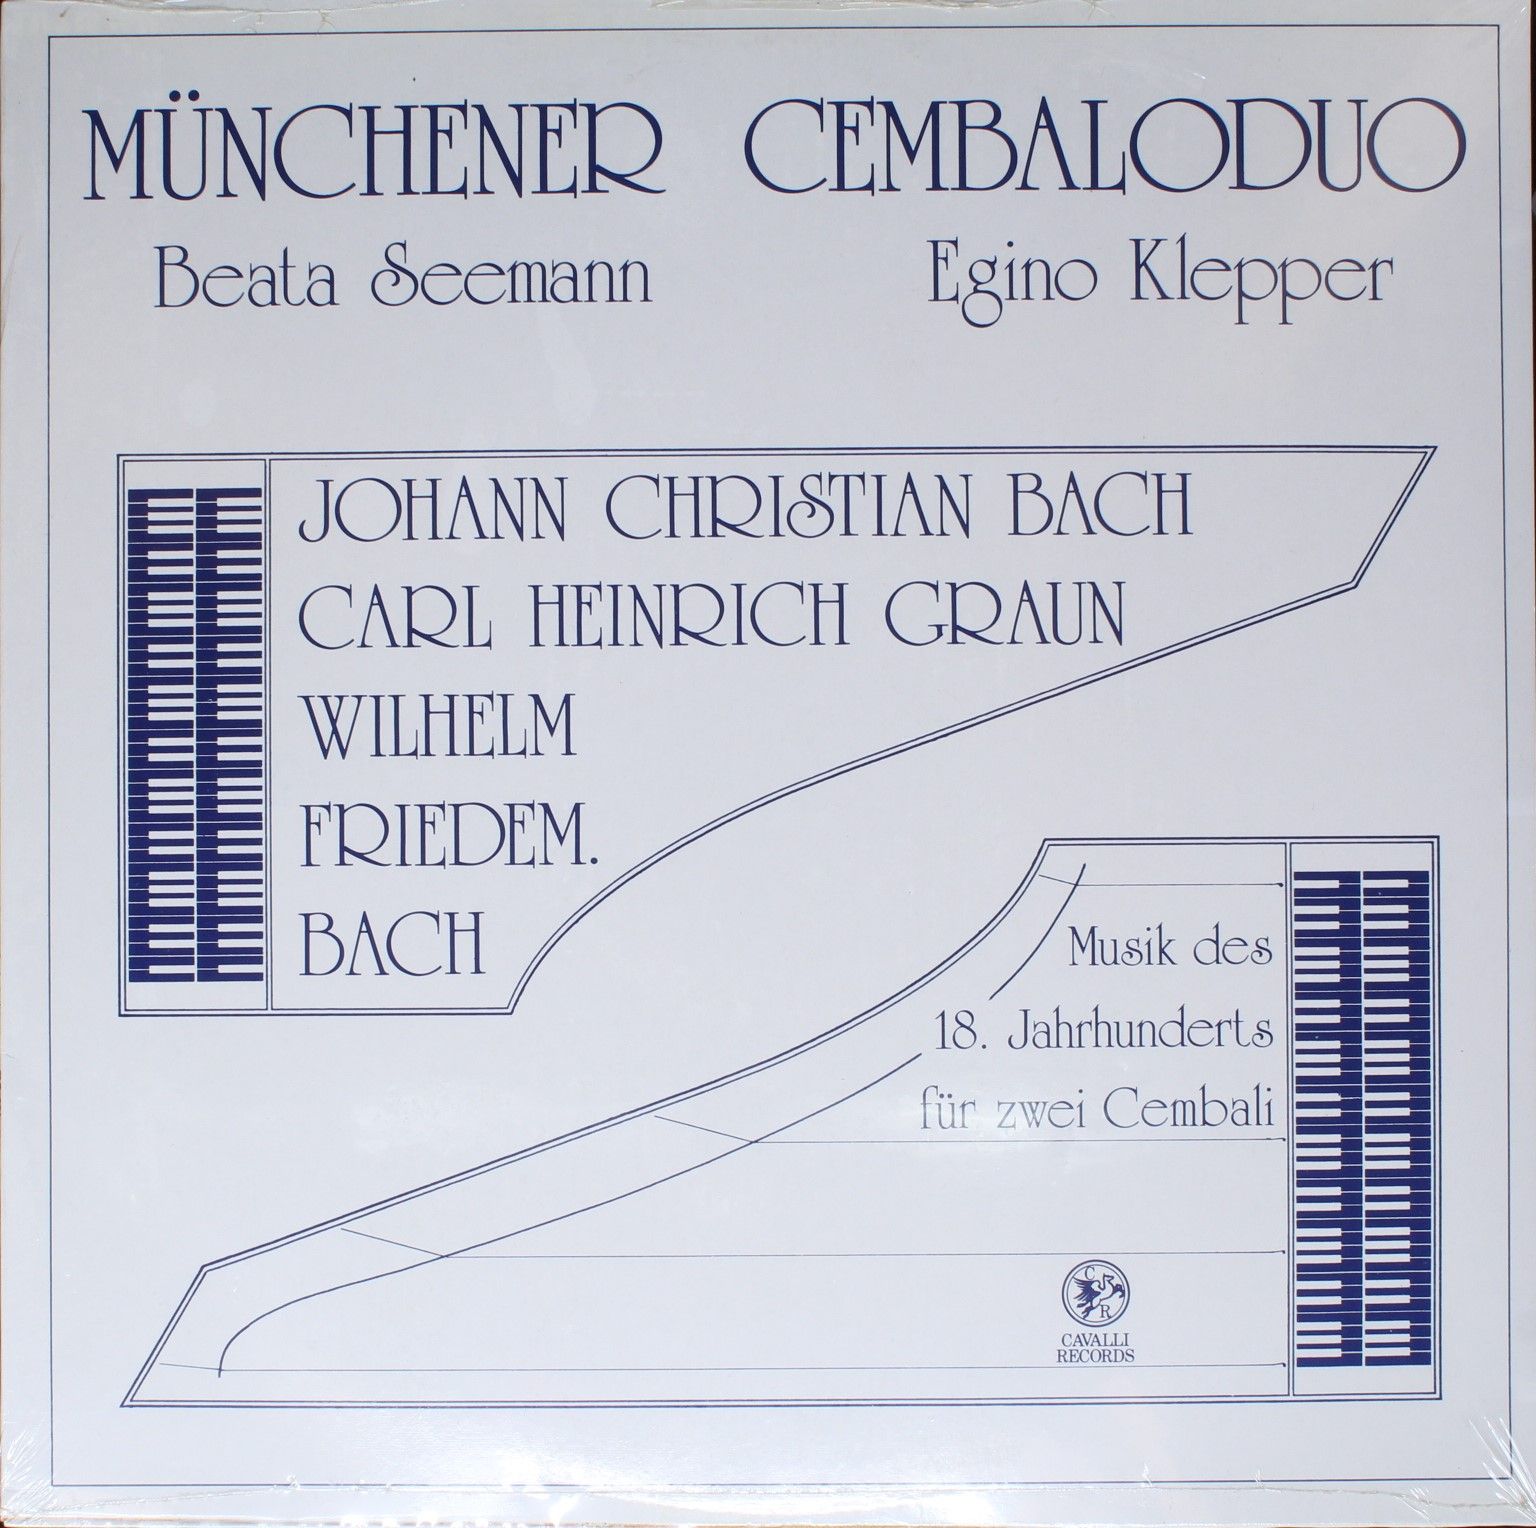 MÜNCHENER CEMBALODUO
Beata Seemann Egino Klepper
JOHANN CHRISTIAN BACH
CARL HEINRICH GRAUN
WILHELM
FRIEDEM.
BACH
Musik des
18. Jahrhunderts
für zwei Cembali
C
R
CAVALLI
RECORDS